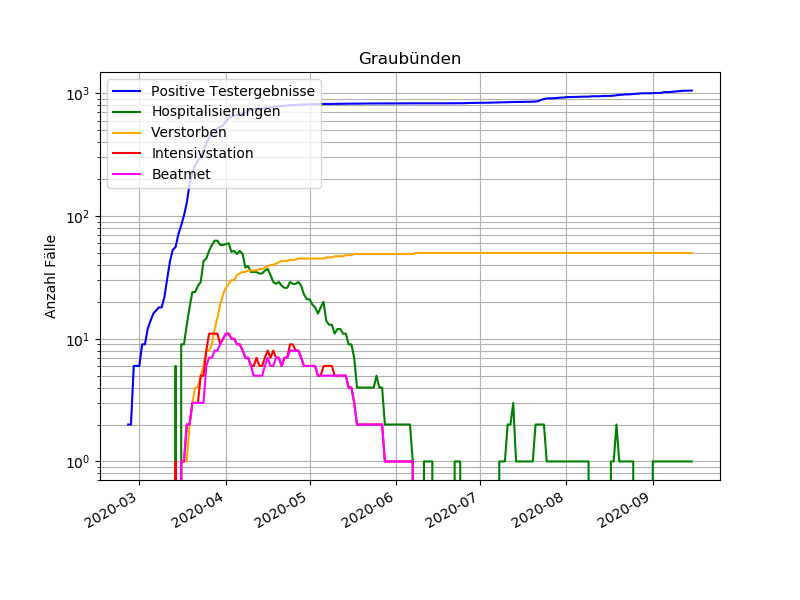 Graubünden
Positive Testergebnisse
Hospitalisierungen
Verstorben
Intensivstation
Beatmet
Anzahl Fälle
10³
10²
10¹
10⁰
2020-03
2020-04
2020-05
2020-06
2020-07
2020-08
2020-09